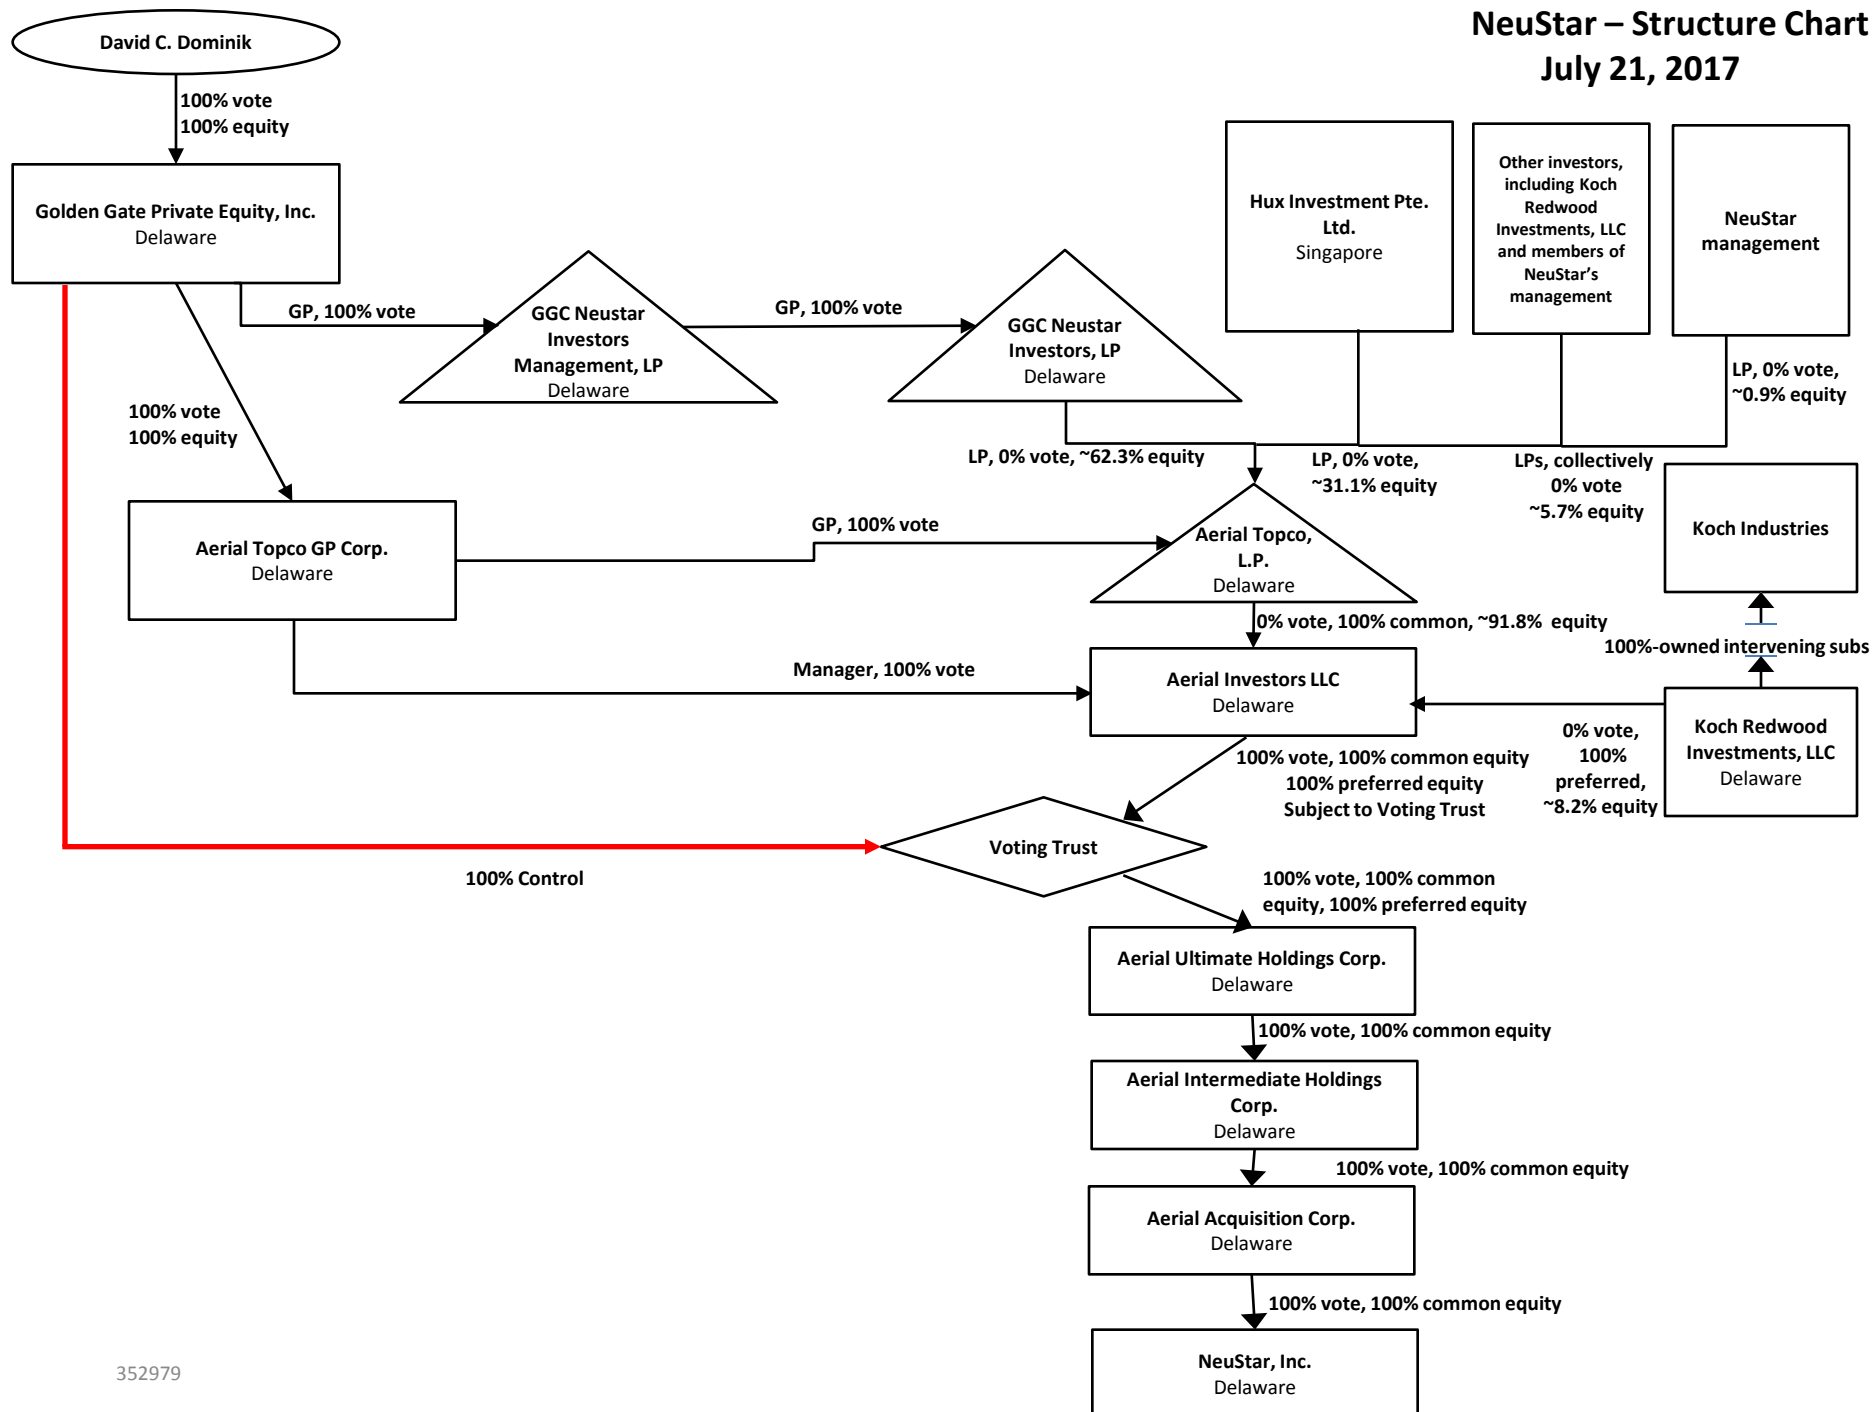 NeuStar – Structure Chart
July 21, 2017
David C. Dominik
100% vote
100% equity
Golden Gate Private Equity, Inc.
Delaware
GP, 100% vote
GGC Neustar
Investors
Management, LP
Delaware
GP, 100% vote
GGC Neustar
Investors, LP
Delaware
Hux Investment Pte.
Ltd.
Singapore
Other investors,
including Koch
Redwood
Investments, LLC
and members of
NeuStar's
management
NeuStar
management
LP, 0% vote,
~0.9% equity
100% vote
100% equity
LP, 0% vote, ~62.3% equity
LP, 0% vote,
~31.1% equity
LPs, collectively
0% vote
~5.7% equity
Koch Industries
Aerial Topco GP Corp.
Delaware
GP, 100% vote
Aerial Topco,
L.P.
Delaware
0% vote, 100% common, ~91.8% equity
100%-owned intervening subs
Manager, 100% vote
Aerial Investors LLC
Delaware
0% vote,
100%
preferred,
~8.2% equity
Koch Redwood
Investments, LLC
Delaware
100% vote, 100% common equity
100% preferred equity
Subject to Voting Trust
Voting Trust
100% Control
100% vote, 100% common
equity, 100% preferred equity
Aerial Ultimate Holdings Corp.
Delaware
100% vote, 100% common equity
Aerial Intermediate Holdings
Corp.
Delaware
100% vote, 100% common equity
Aerial Acquisition Corp.
Delaware
100% vote, 100% common equity
NeuStar, Inc.
Delaware
352979